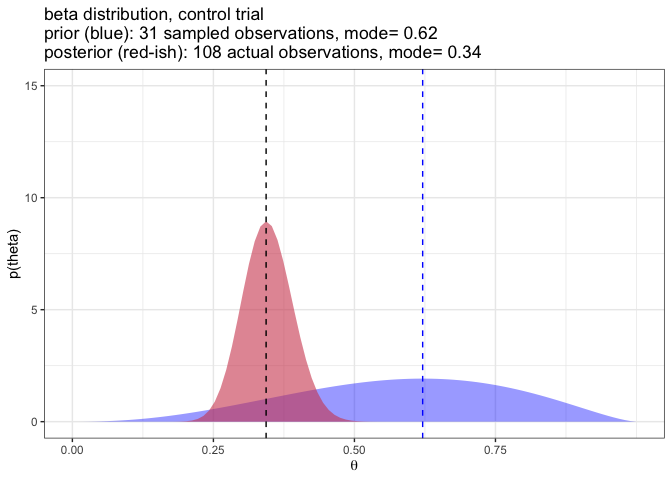 beta distribution, control trial
prior (blue): 31 sampled observations, mode= 0.62
posterior (red-ish): 108 actual observations, mode= 0.34
15
10
5
0
p(theta)
0.00
0.25
0.50
0.75
θ